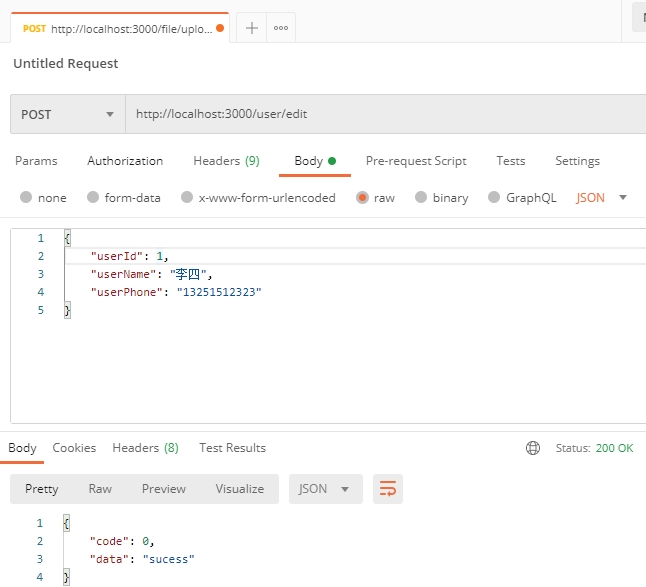 POST http://localhost:3000/file/uplo...
Untitled Request
POST http://localhost:3000/user/edit
Params Authorization Headers (9) Body Pre-request Script Tests Settings
none form-data x-www-form-urlencoded raw binary GraphQL JSON
1 {
2 "userId": 1,
3 "userName": "李四",
4 "userPhone": "13251512323"
5 }
Body Cookies Headers (8) Test Results Status: 200 OK
Pretty Raw Preview Visualize JSON
1 {
2 "code": 0,
3 "data": "sucess"
4 }